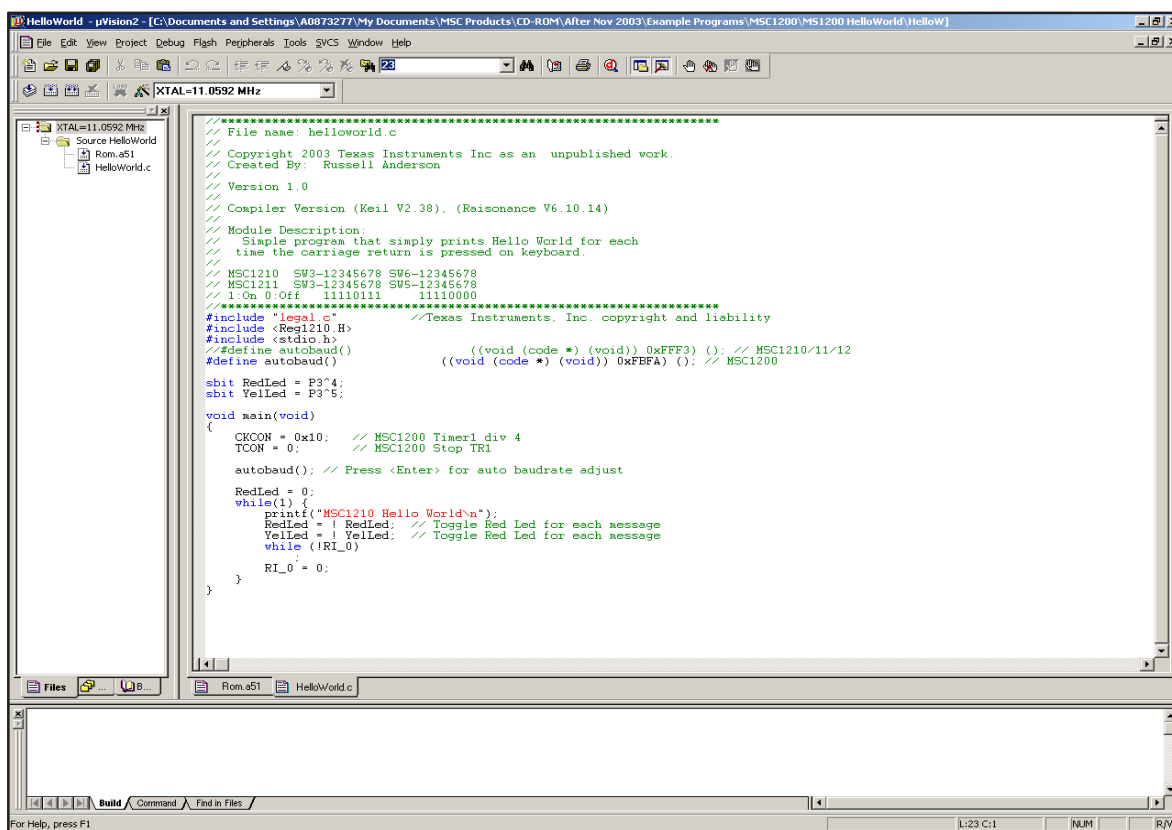 HelloWorld - µVision2 - [C:\Documents and Settings\A0873277\My Documents\MSC Products\CD-ROM\After Nov 2003\Example Programs\MSC1200\MS1200 HelloWorld\HelloW]
File Edit View Project Debug Flash Peripherals Tools SVCS Window Help
23
XTAL=11.0592 MHz
XTAL=11.0592 MHz
Source HelloWorld
Rom.a51
HelloWorld.c
//*********************************************************************
// File name: helloworld.c
//
// Copyright 2003 Texas Instruments Inc as an  unpublished work.
// Created By:  Russell Anderson
//
// Version 1.0
//
// Compiler Version (Keil V2.38), (Raisonance V6.10.14)
//
// Module Description:
//   Simple program that simply prints Hello World for each
//  time the carriage return is pressed on keyboard.
//
// MSC1210  SW3-12345678 SW6-12345678
// MSC1211  SW3-12345678 SW5-12345678
// 1:On 0:Off   11110111     11110000
//*********************************************************************
#include "legal.c"          //Texas Instruments, Inc. copyright and liability
#include <Reg1210.H>
#include <stdio.h>
//#define autobaud()                ((void (code *) (void)) 0xFFF3) (); // MSC1210/11/12
#define autobaud()              ((void (code *) (void)) 0xFBFA) (); // MSC1200
sbit RedLed = P3^4;
sbit YelLed = P3^5;
void main(void)
{
    CKCON = 0x10;   // MSC1200 Timer1 div 4
    TCON = 0;       // MSC1200 Stop TR1
    autobaud(); // Press <Enter> for auto baudrate adjust
    RedLed = 0;
    while(1) {
        printf("MSC1210 Hello World\n");
        RedLed = ! RedLed;  // Toggle Red Led for each message
        YelLed = ! YelLed;  // Toggle Red Led for each message
        while (!RI_0)
            ;
        RI_0 = 0;
    }
}
Files ... B...
Rom.a51 HelloWorld.c
Build Command Find in Files
For Help, press F1 L:23 C:1 NUM R/W